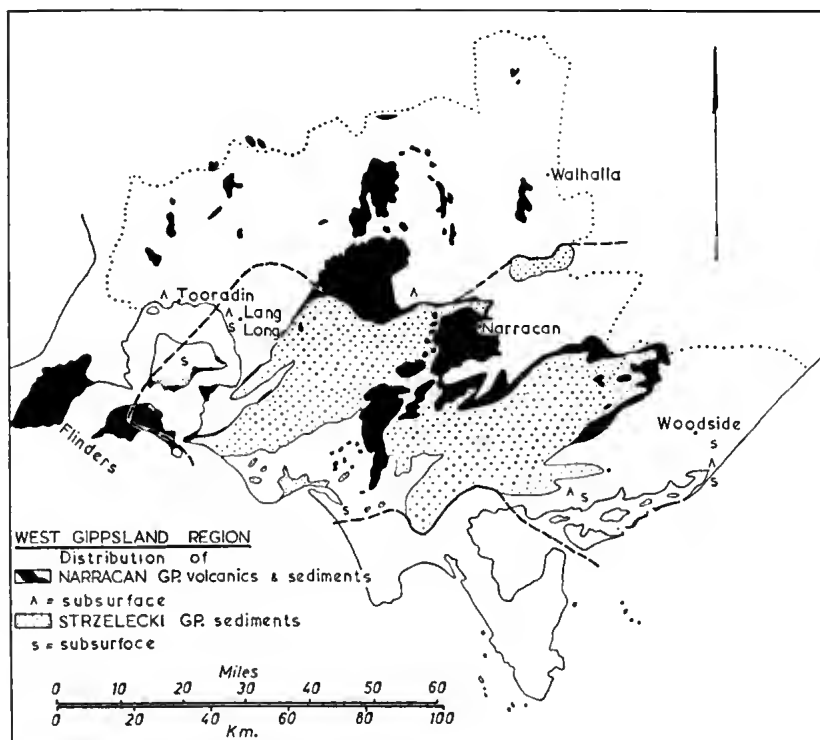 Walhalla
^ Tooradin
^ Lang
s Long
^
Narracan
s
Flinders
Woodside
s
^
s
^ s
s
WEST GIPPSLAND REGION
Distribution of
NARRACAN GP. volcanics & sediments
^ = subsurface
STRZELECKI GP. sediments
s = subsurface
Miles
0 10 20 30 40 50 60
0 20 40 60 80 100
Km.